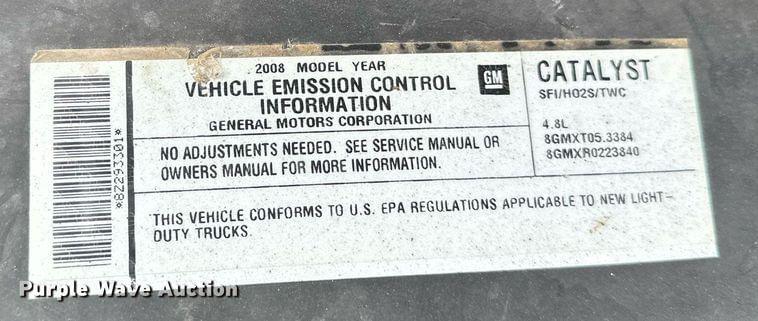 2008 MODEL YEAR
VEHICLE EMISSION CONTROL
INFORMATION
GENERAL MOTORS CORPORATION
GM
CATALYST
SFI/HO2S/TWC
4.8L
8GMXT05.3384
8GMXR0223840
NO ADJUSTMENTS NEEDED. SEE SERVICE MANUAL OR
OWNERS MANUAL FOR MORE INFORMATION.
THIS VEHICLE CONFORMS TO U.S. EPA REGULATIONS APPLICABLE TO NEW LIGHT-
DUTY TRUCKS.
*82293301*
Purple Wave Auction